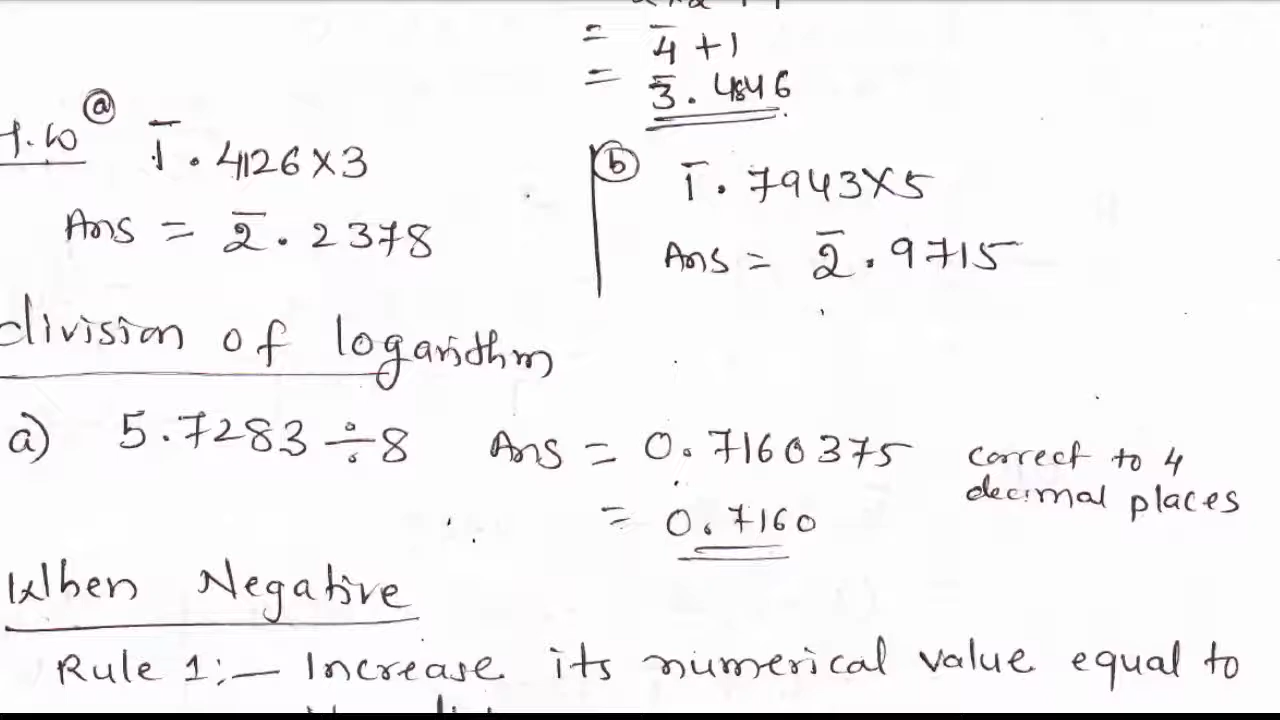 = 4̄ + 1
= 3̄.4846
H.W ⓐ 1̄.4126 × 3
Ans = 2̄.2378
ⓑ 1̄.7943 × 5
Ans = 2̄.9715
division of logarithm
a) 5.7283 ÷ 8 Ans = 0.7160375 correct to 4 decimal places
= 0.7160
When Negative
Rule 1:— Increase its numerical value equal to